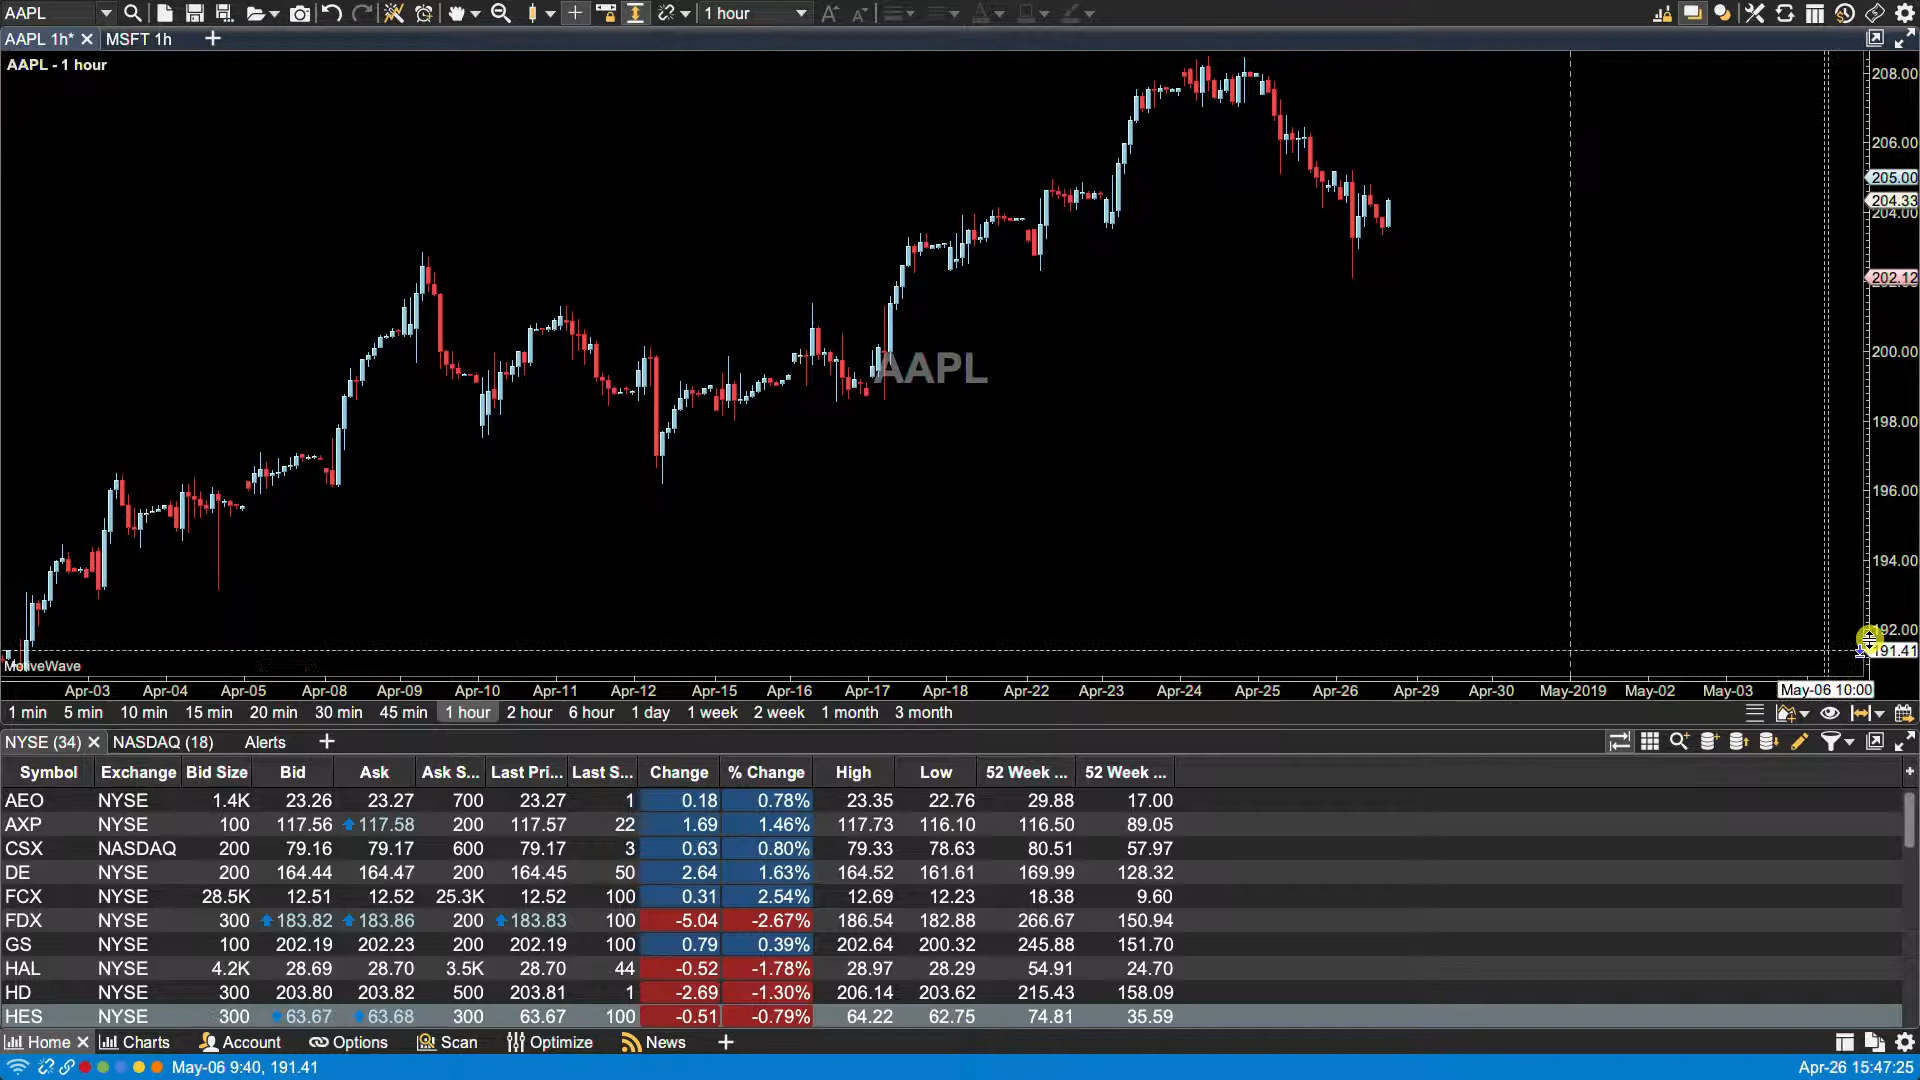 AAPL 1 hour
AAPL 1h* MSFT 1h
AAPL - 1 hour
208.00
206.00
205.00
204.33
204.00
202.12
200.00
198.00
196.00
194.00
192.00
191.41
AAPL
MotiveWave
Apr-03 Apr-04 Apr-05 Apr-08 Apr-09 Apr-10 Apr-11 Apr-12 Apr-15 Apr-16 Apr-17 Apr-18 Apr-22 Apr-23 Apr-24 Apr-25 Apr-26 Apr-29 Apr-30 May-2019 May-02 May-03 May-06 10:00
1 min 5 min 10 min 15 min 20 min 30 min 45 min 1 hour 2 hour 6 hour 1 day 1 week 2 week 1 month 3 month
NYSE (34) NASDAQ (18) Alerts
Symbol Exchange Bid Size Bid Ask Ask S... Last Pri... Last S... Change % Change High Low 52 Week ... 52 Week ...
AEO NYSE 1.4K 23.26 23.27 700 23.27 1 0.18 0.78% 23.35 22.76 29.88 17.00
AXP NYSE 100 117.56 117.58 200 117.57 22 1.69 1.46% 117.73 116.10 116.50 89.05
CSX NASDAQ 200 79.16 79.17 600 79.17 3 0.63 0.80% 79.33 78.63 80.51 57.97
DE NYSE 200 164.44 164.47 200 164.45 50 2.64 1.63% 164.52 161.61 169.99 128.32
FCX NYSE 28.5K 12.51 12.52 25.3K 12.52 100 0.31 2.54% 12.69 12.23 18.38 9.60
FDX NYSE 300 183.82 183.86 200 183.83 100 -5.04 -2.67% 186.54 182.88 266.67 150.94
GS NYSE 100 202.19 202.23 200 202.19 100 0.79 0.39% 202.64 200.32 245.88 151.70
HAL NYSE 4.2K 28.69 28.70 3.5K 28.70 44 -0.52 -1.78% 28.97 28.29 54.91 24.70
HD NYSE 300 203.80 203.82 500 203.81 1 -2.69 -1.30% 206.14 203.62 215.43 158.09
HES NYSE 300 63.67 63.68 300 63.67 100 -0.51 -0.79% 64.22 62.75 74.81 35.59
Home Charts Account Options Scan Optimize News
May-06 9:40, 191.41 Apr-26 15:47:25